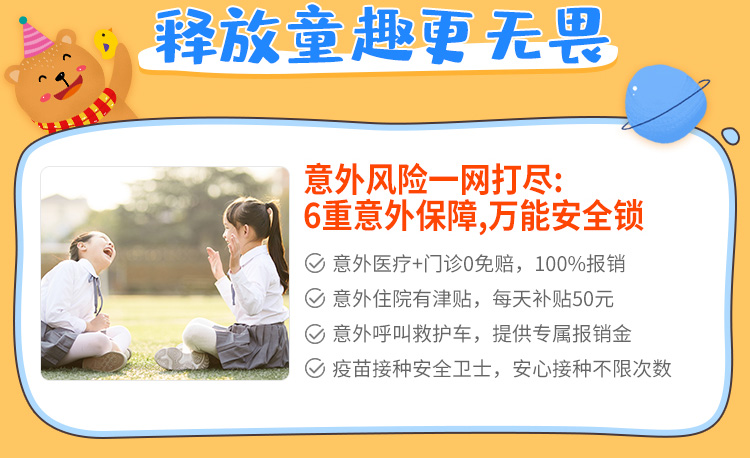 释放童趣更无畏
意外风险一网打尽:
6重意外保障,万能安全锁
意外医疗+门诊0免赔，100%报销
意外住院有津贴，每天补贴50元
意外呼叫救护车，提供专属报销金
疫苗接种安全卫士，安心接种不限次数